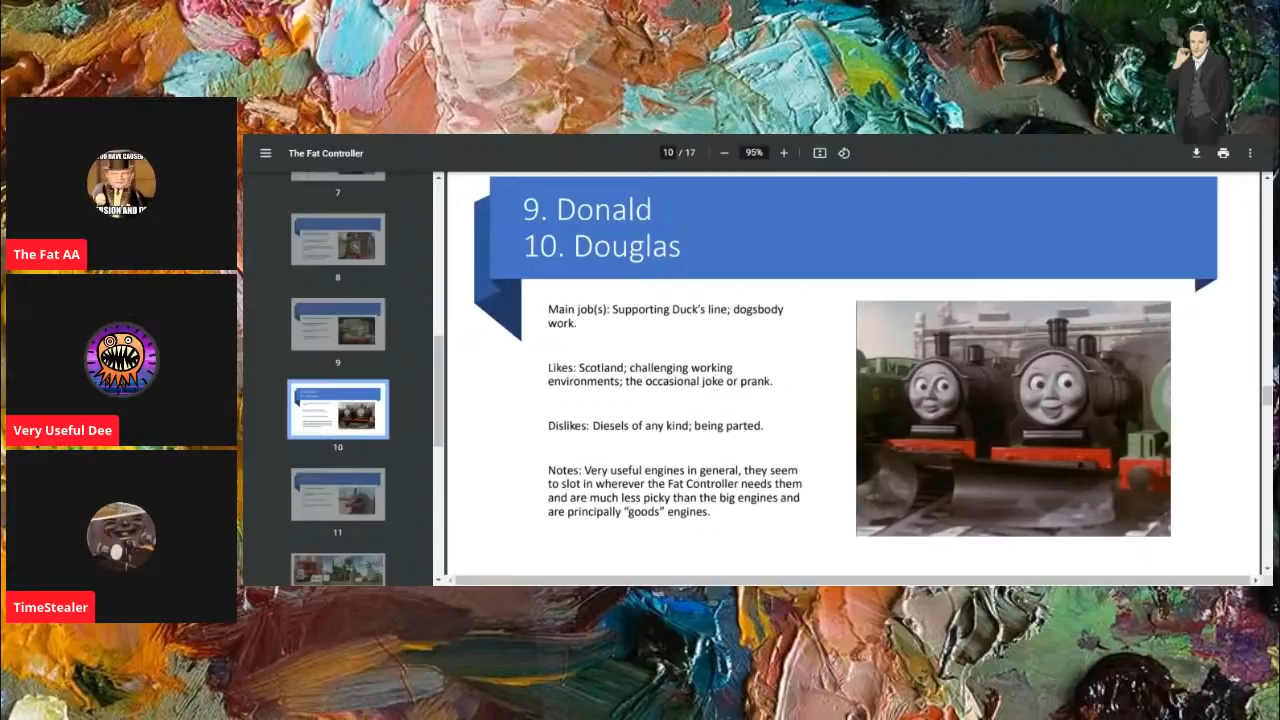 YOU HAVE CAUSED
The Fat AA
Very Useful Dee
TimeStealer
The Fat Controller
10 / 17
95%
7
8
9
10
11
9. Donald
10. Douglas
Main job(s): Supporting Duck's line; dogsbody
work.
Likes: Scotland; challenging working
environments; the occasional joke or prank.
Dislikes: Diesels of any kind; being parted.
Notes: Very useful engines in general, they seem
to slot in wherever the Fat Controller needs them
and are much less picky than the big engines and
are principally "goods" engines.